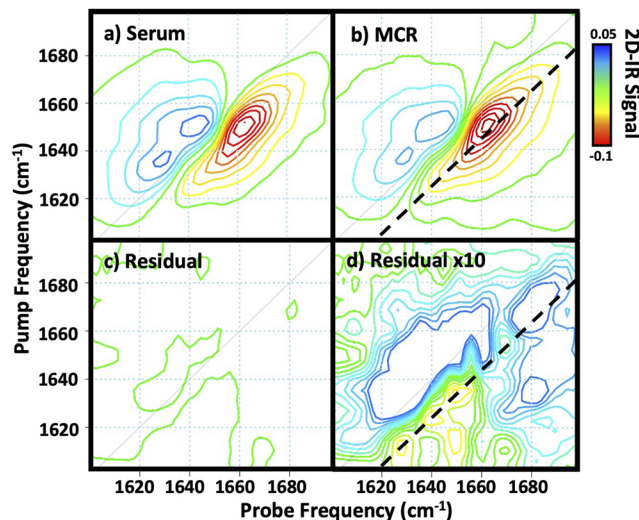 a) Serum
b) MCR
0.05
-0.1
2D-IR Signal
1680
1660
1640
1620
c) Residual
d) Residual x10
1680
1660
1640
1620
Pump Frequency (cm-1)
1620 1640 1660 1680
1620 1640 1660 1680
Probe Frequency (cm-1)